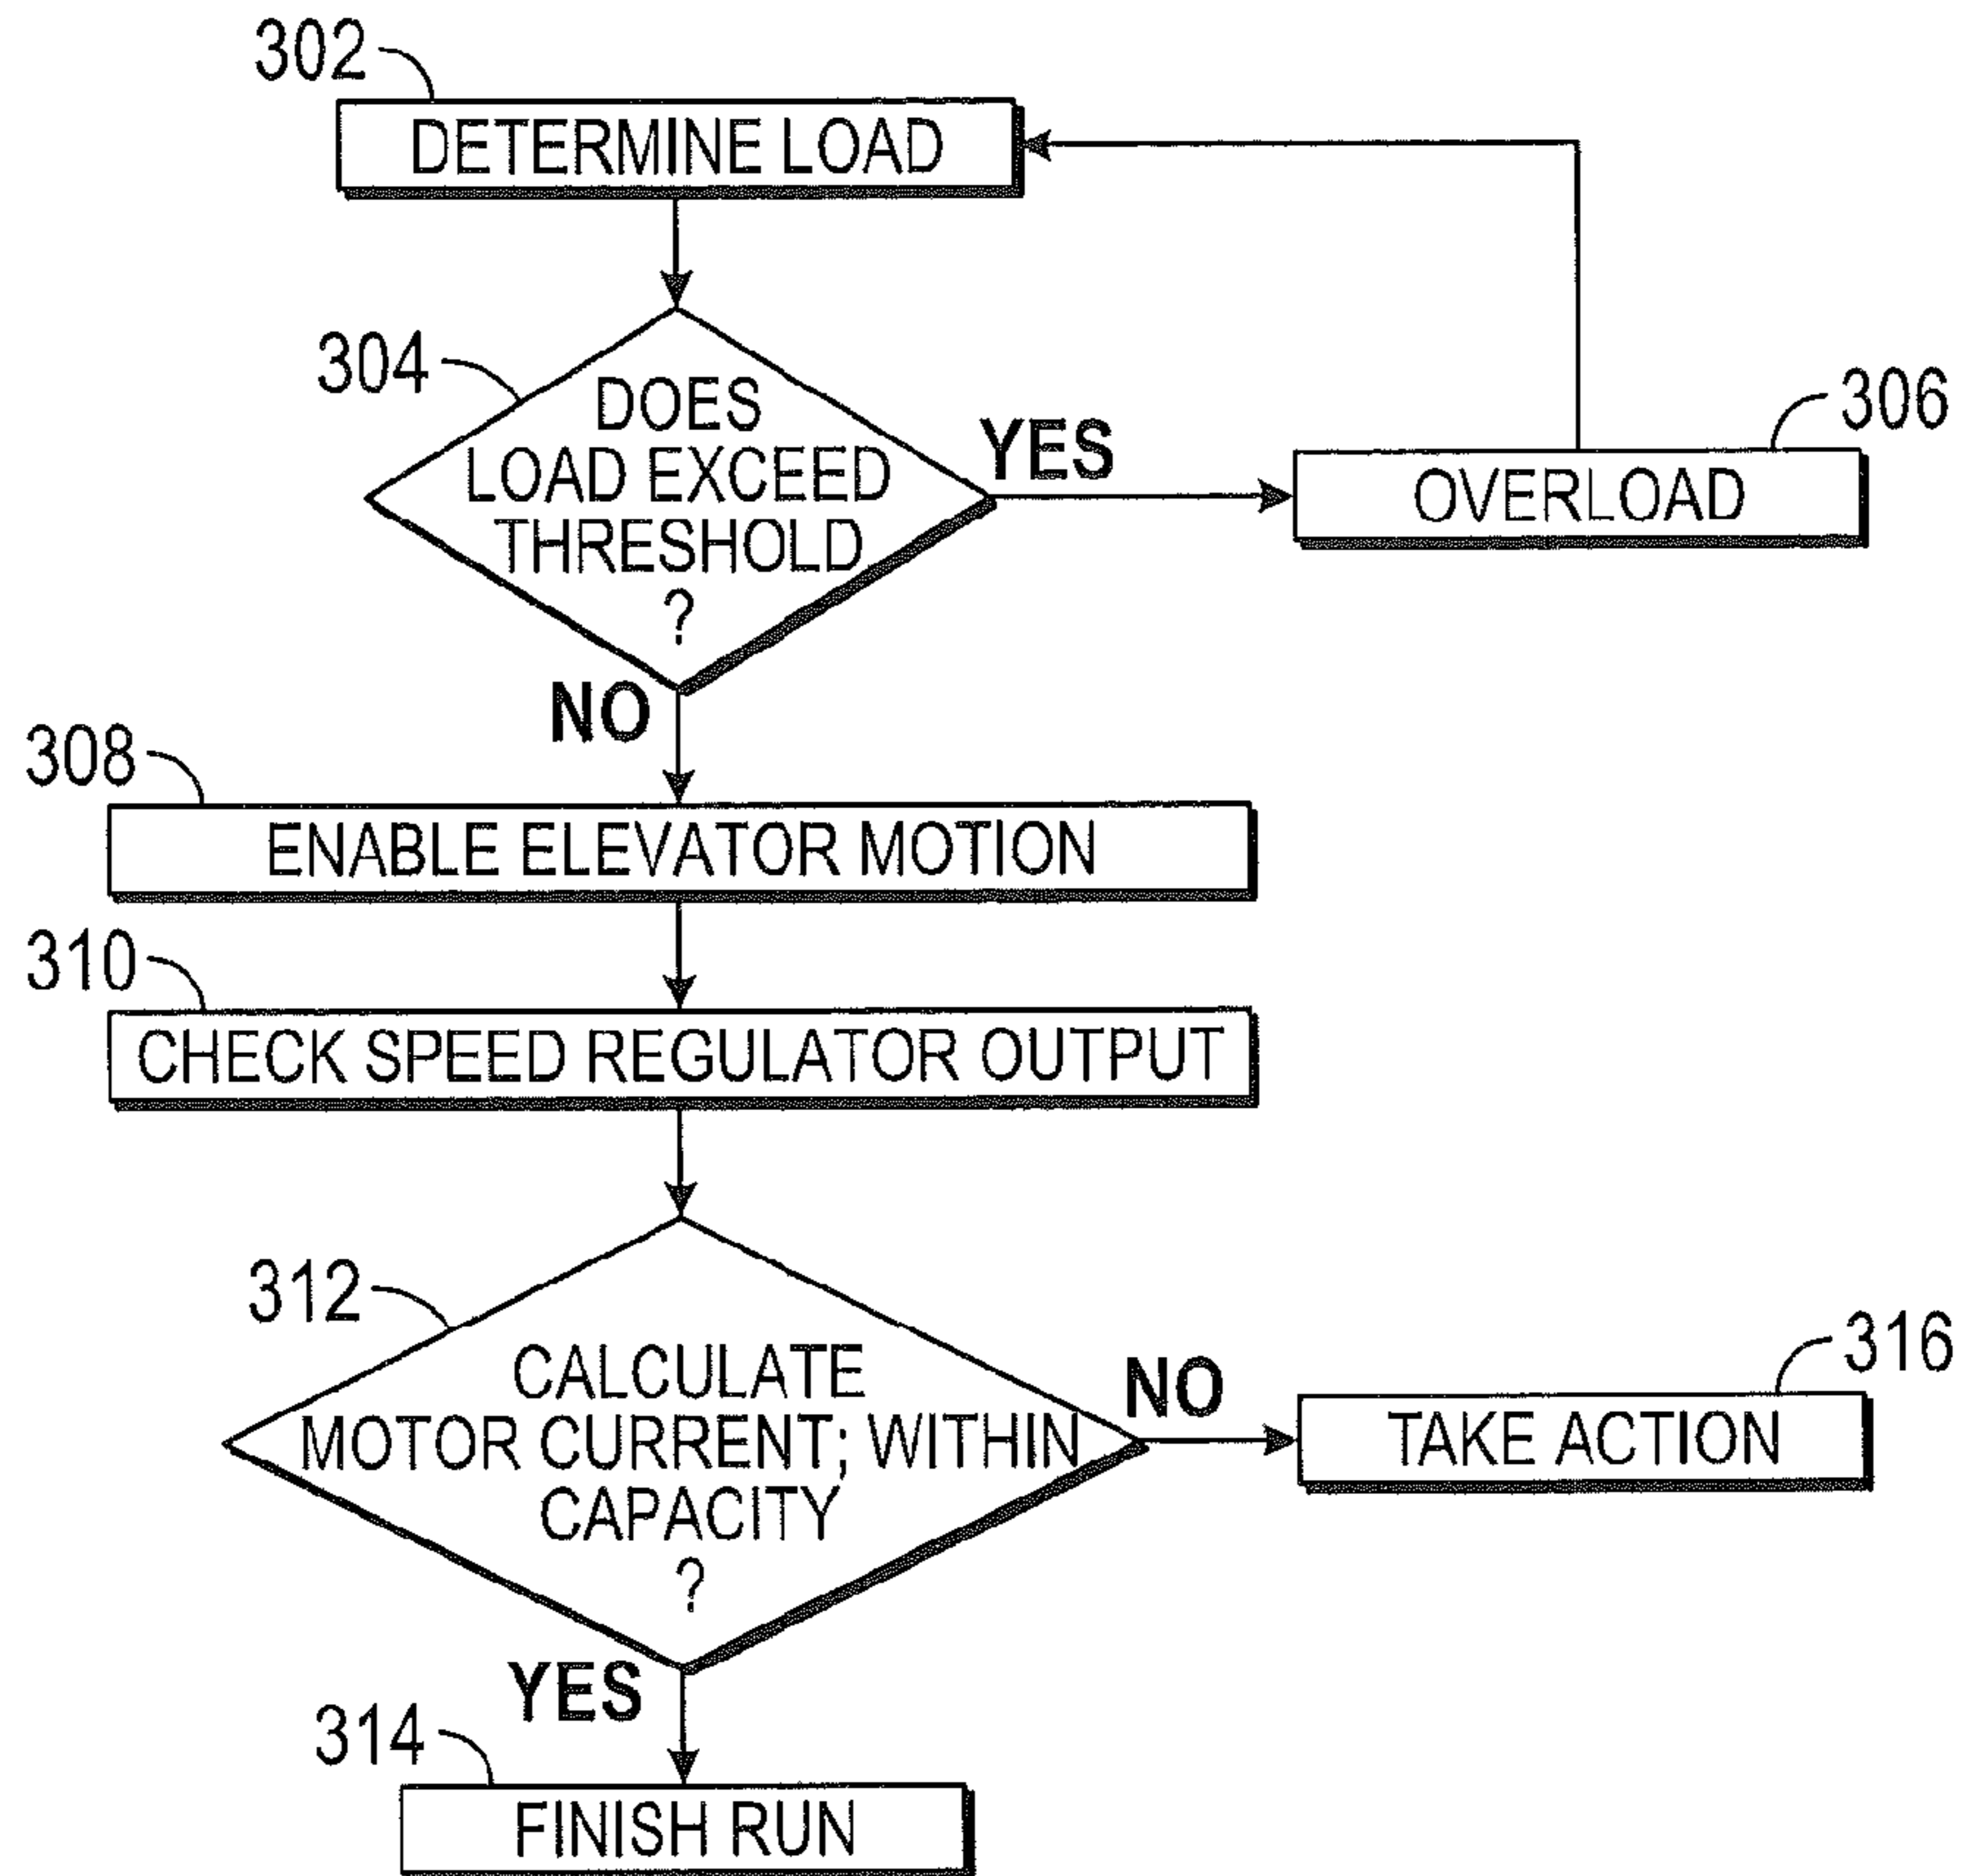 302
DETERMINE LOAD
304
DOES
LOAD EXCEED
THRESHOLD
?
YES
306
OVERLOAD
NO
308
ENABLE ELEVATOR MOTION
310
CHECK SPEED REGULATOR OUTPUT
312
CALCULATE
MOTOR CURRENT; WITHIN
CAPACITY
?
NO
316
TAKE ACTION
YES
314
FINISH RUN